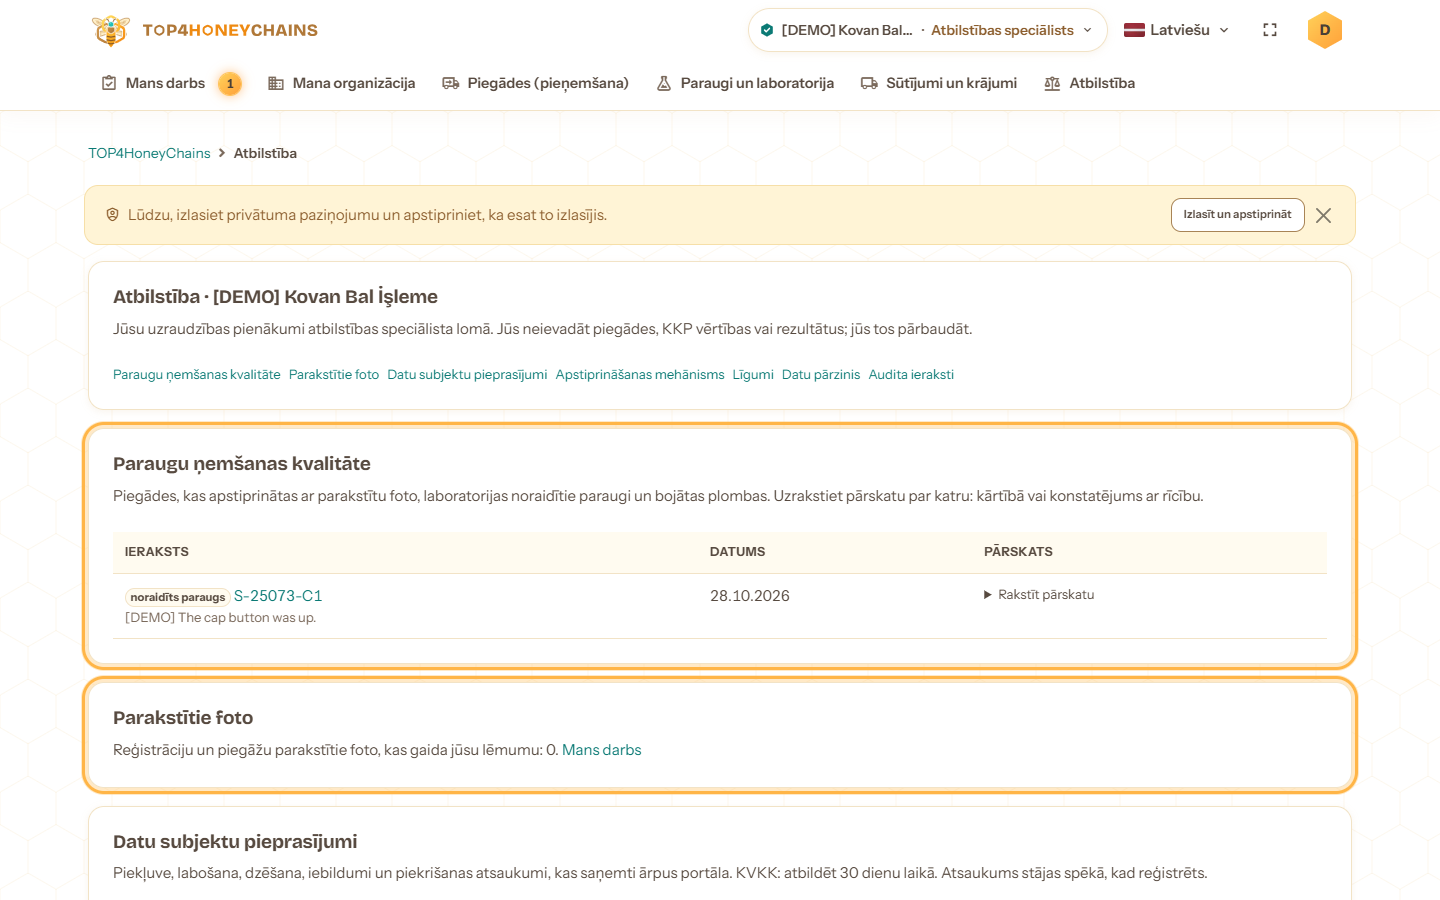 TOP4HONEYCHAINS
[DEMO] Kovan Bal... · Atbilstības speciālists
Latviešu
D
Mans darbs 1
Mana organizācija
Piegādes (pieņemšana)
Paraugi un laboratorija
Sūtījumi un krājumi
Atbilstība
TOP4HoneyChains > Atbilstība
Lūdzu, izlasiet privātuma paziņojumu un apstipriniet, ka esat to izlasījis.
Izlasīt un apstiprināt
Atbilstība · [DEMO] Kovan Bal İşleme
Jūsu uzraudzības pienākumi atbilstības speciālista lomā. Jūs neievadāt piegādes, KKP vērtības vai rezultātus; jūs tos pārbaudāt.
Paraugu ņemšanas kvalitāte Parakstītie foto Datu subjektu pieprasījumi Apstiprināšanas mehānisms Līgumi Datu pārzinis Audita ieraksti
Paraugu ņemšanas kvalitāte
Piegādes, kas apstiprinātas ar parakstītu foto, laboratorijas noraidītie paraugi un bojātas plombas. Uzrakstiet pārskatu par katru: kārtībā vai konstatējums ar rīcību.
IERAKSTS DATUMS PĀRSKATS
noraidīts paraugs S-25073-C1 28.10.2026 Rakstīt pārskatu
[DEMO] The cap button was up.
Parakstītie foto
Reģistrāciju un piegāžu parakstītie foto, kas gaida jūsu lēmumu: 0. Mans darbs
Datu subjektu pieprasījumi
Piekļuve, labošana, dzēšana, iebildumi un piekrišanas atsaukumi, kas saņemti ārpus portāla. KVKK: atbildēt 30 dienu laikā. Atsaukums stājas spēkā, kad reģistrēts.